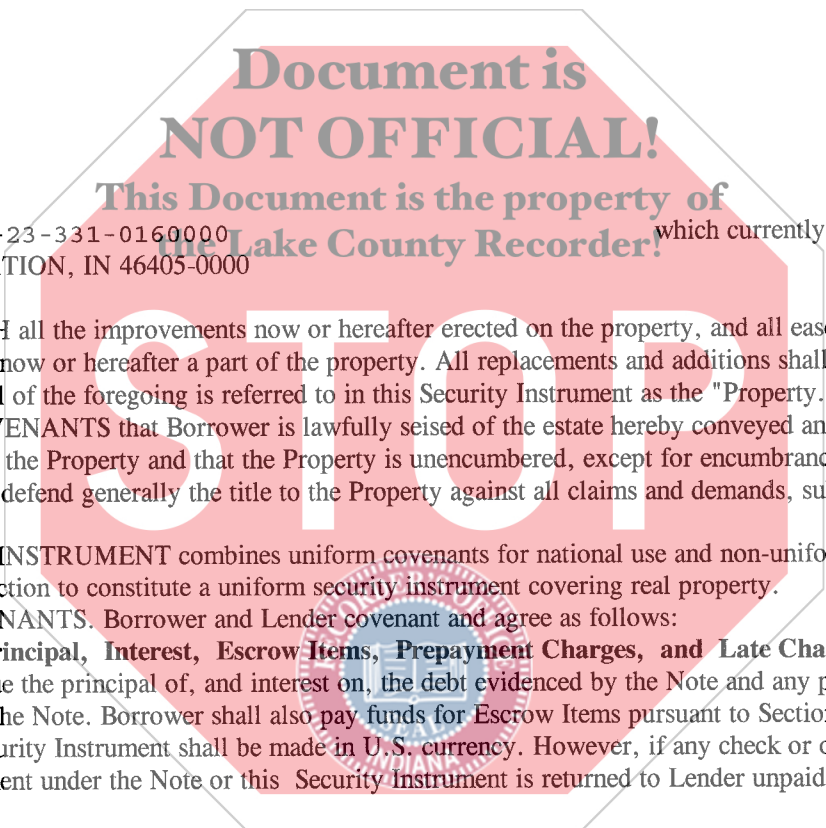 Document is
NOT OFFICIAL!
This Document is the property of
the Lake County Recorder!
-23-331-0160000 which currently
TION, IN 46405-0000
H all the improvements now or hereafter erected on the property, and all eas
now or hereafter a part of the property. All replacements and additions shall
l of the foregoing is referred to in this Security Instrument as the "Property.
VENANTS that Borrower is lawfully seised of the estate hereby conveyed an
the Property and that the Property is unencumbered, except for encumbranc
defend generally the title to the Property against all claims and demands, su
STOP
INSTRUMENT combines uniform covenants for national use and non-unifo
ction to constitute a uniform security instrument covering real property.
NANTS. Borrower and Lender covenant and agree as follows:
rincipal, Interest, Escrow Items, Prepayment Charges, and Late Cha
e the principal of, and interest on, the debt evidenced by the Note and any p
he Note. Borrower shall also pay funds for Escrow Items pursuant to Section
urity Instrument shall be made in U.S. currency. However, if any check or o
ent under the Note or this Security Instrument is returned to Lender unpaid
RECORDER'S OFFICE
SEAL
INDIANA